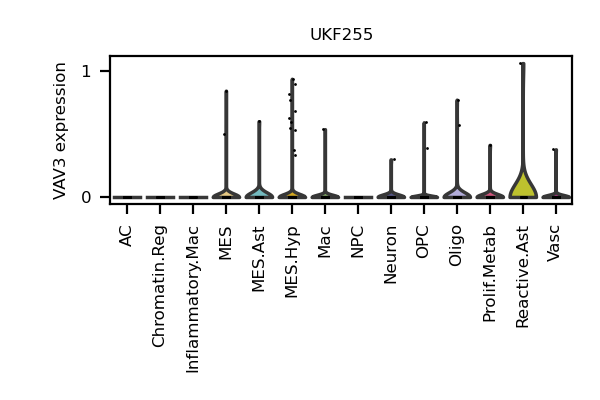 UKF255
VAV3 expression
1
0
AC
Chromatin.Reg
Inflammatory.Mac
MES
MES.Ast
MES.Hyp
Mac
NPC
Neuron
OPC
Oligo
Prolif.Metab
Reactive.Ast
Vasc